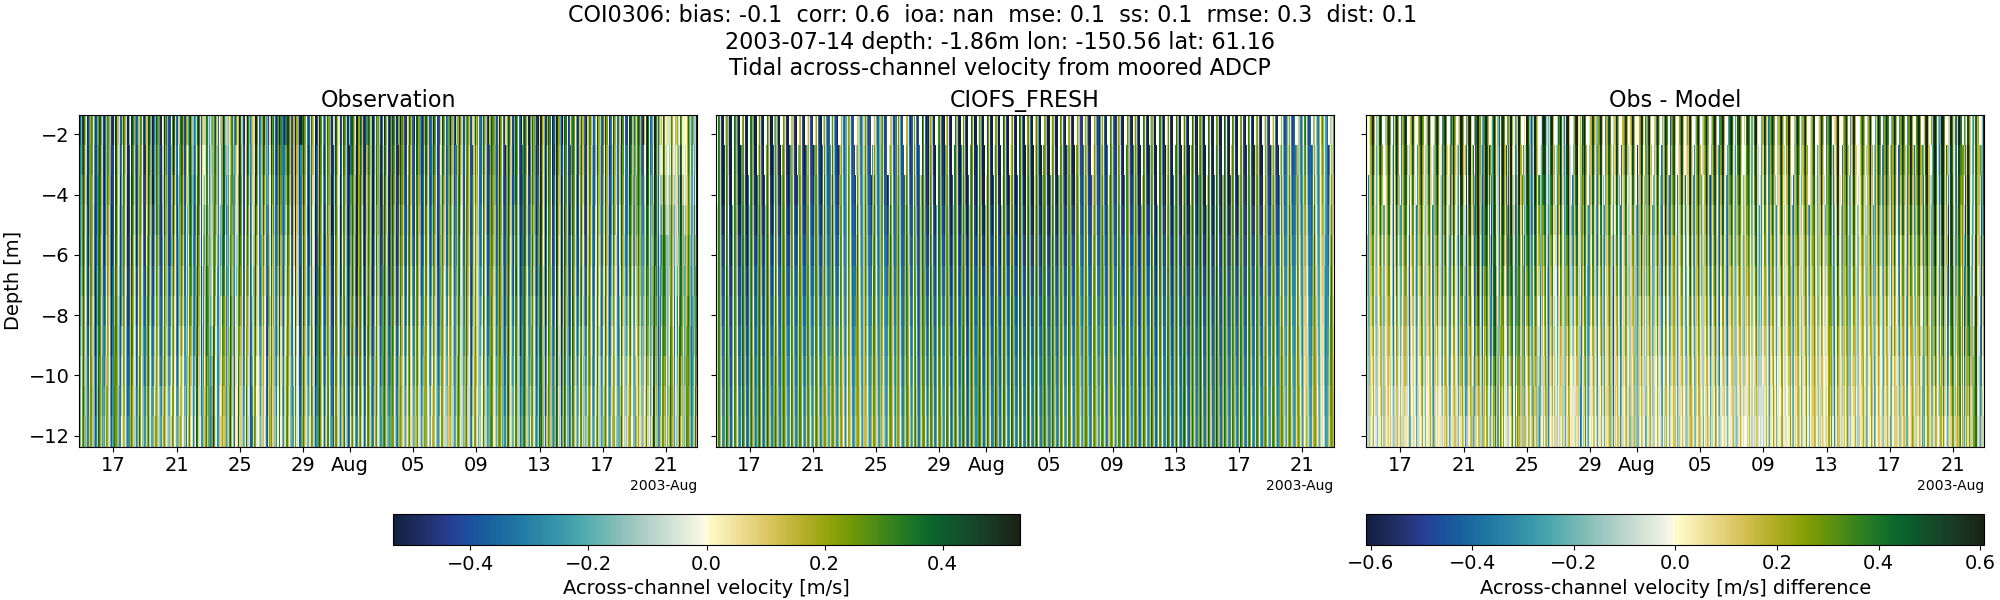 COI0306: bias: -0.1  corr: 0.6  ioa: nan  mse: 0.1  ss: 0.1  rmse: 0.3  dist: 0.1
2003-07-14 depth: -1.86m lon: -150.56 lat: 61.16
Tidal across-channel velocity from moored ADCP
Observation
CIOFS_FRESH
Obs - Model
Depth [m]
−2
−4
−6
−8
−10
−12
17 21 25 29 Aug 05 09 13 17 21
2003-Aug
17 21 25 29 Aug 05 09 13 17 21
2003-Aug
17 21 25 29 Aug 05 09 13 17 21
2003-Aug
−0.4 −0.2 0.0 0.2 0.4
Across-channel velocity [m/s]
−0.6 −0.4 −0.2 0.0 0.2 0.4 0.6
Across-channel velocity [m/s] difference